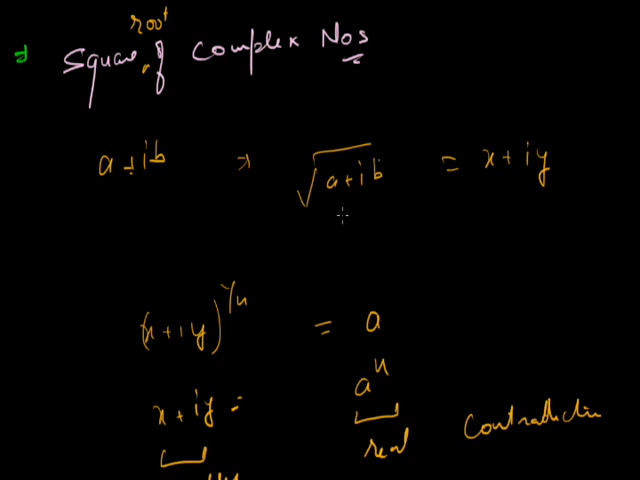 root
Square of Complex Nos
a+ib → √a+ib = x+iy
(x+iy)^1/n = a
x+iy = a^n
real Contradiction